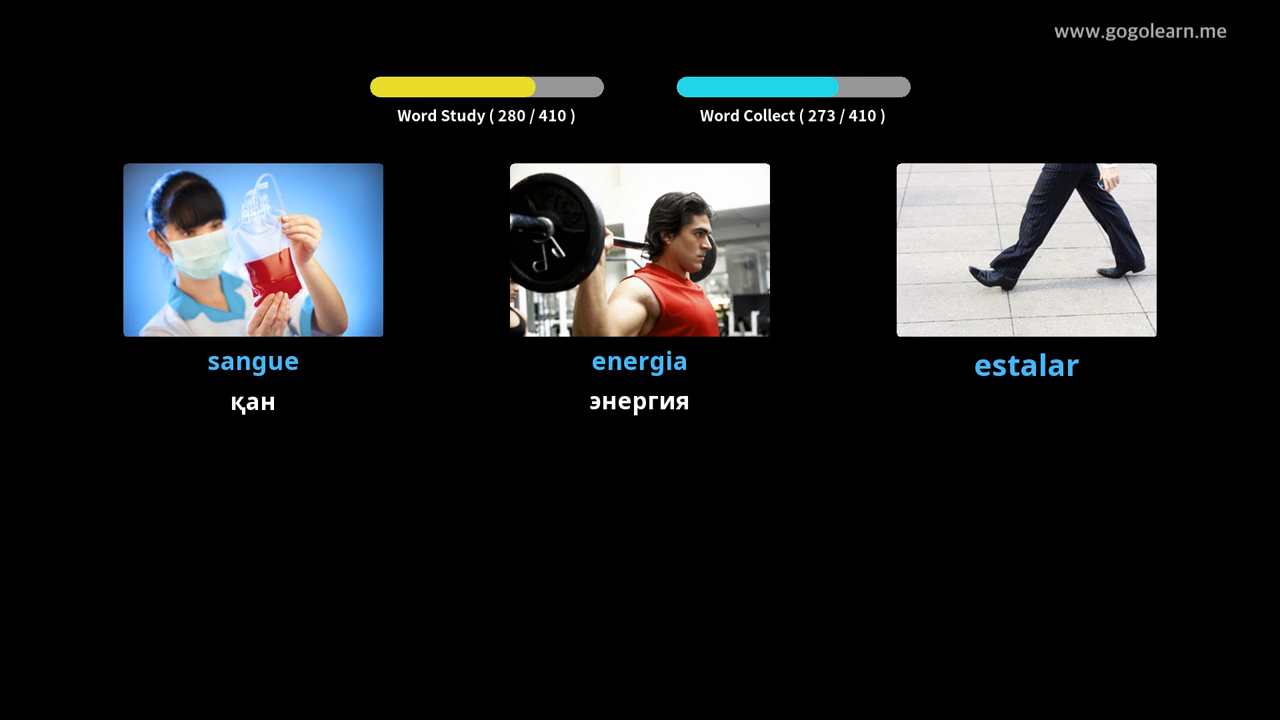 www.gogolearn.me
Word Study ( 280 / 410 )
Word Collect ( 273 / 410 )
sangue
қан
energia
энергия
estalar